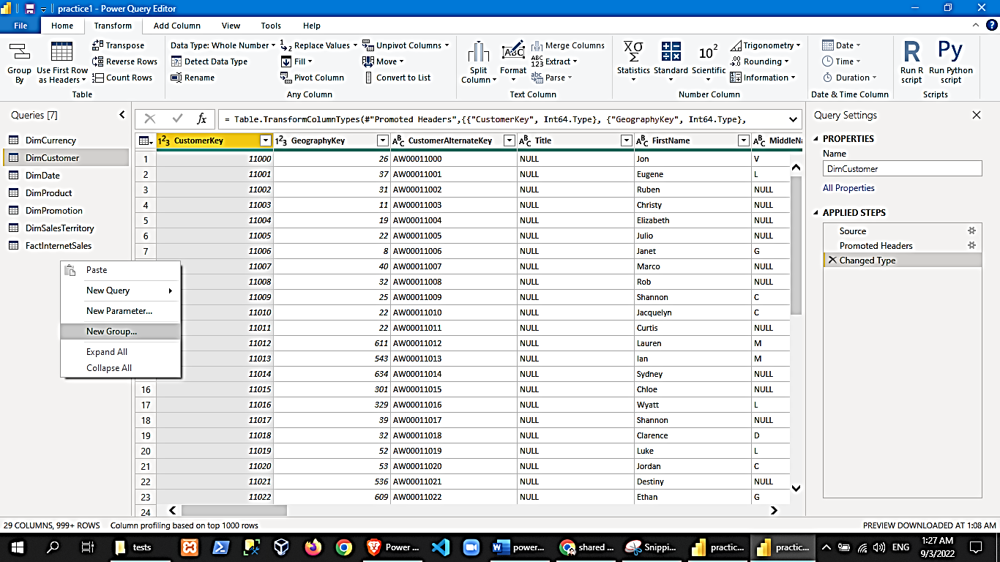 practice1 - Power Query Editor
File Home Transform Add Column View Tools Help
Group By
Use First Row as Headers
Transpose
Reverse Rows
Count Rows
Table
Data Type: Whole Number
Detect Data Type
Rename
Replace Values
Fill
Pivot Column
Unpivot Columns
Move
Convert to List
Any Column
Split Column
Format
ABC
Merge Columns
ABC 123 Extract
abc Parse
Text Column
XΣ Statistics
Standard
10² Scientific
Trigonometry
.00 Rounding
Information
Number Column
Date
Time
Duration
Date & Time Column
R Run R script
Py Run Python script
Scripts
Queries [7]
DimCurrency
DimCustomer
DimDate
DimProduct
DimPromotion
DimSalesTerritory
FactInternetSales
Paste
New Query
New Parameter...
New Group...
Expand All
Collapse All
fx = Table.TransformColumnTypes(#"Promoted Headers",{{"CustomerKey", Int64.Type}, {"GeographyKey", Int64.Type},
1²3 CustomerKey 1²3 GeographyKey ABC CustomerAlternateKey ABC Title ABC FirstName ABC MiddleNa
1 11000 26 AW00011000 NULL Jon V
2 11001 37 AW00011001 NULL Eugene L
3 11002 31 AW00011002 NULL Ruben NULL
4 11003 11 AW00011003 NULL Christy NULL
5 11004 19 AW00011004 NULL Elizabeth NULL
6 11005 22 AW00011005 NULL Julio NULL
7 11006 8 AW00011006 NULL Janet G
11007 40 AW00011007 NULL Marco NULL
11008 32 AW00011008 NULL Rob NULL
11009 25 AW00011009 NULL Shannon C
11010 22 AW00011010 NULL Jacquelyn C
11011 22 AW00011011 NULL Curtis NULL
11012 611 AW00011012 NULL Lauren M
11013 543 AW00011013 NULL Ian M
11014 634 AW00011014 NULL Sydney NULL
16 11015 301 AW00011015 NULL Chloe NULL
17 11016 329 AW00011016 NULL Wyatt L
18 11017 39 AW00011017 NULL Shannon NULL
19 11018 32 AW00011018 NULL Clarence D
20 11019 52 AW00011019 NULL Luke L
21 11020 53 AW00011020 NULL Jordan C
22 11021 536 AW00011021 NULL Destiny NULL
23 11022 609 AW00011022 NULL Ethan G
24
Query Settings
PROPERTIES
Name
DimCustomer
All Properties
APPLIED STEPS
Source
Promoted Headers
Changed Type
29 COLUMNS, 999+ ROWS Column profiling based on top 1000 rows PREVIEW DOWNLOADED AT 1:08 AM
tests Power ... power... shared ... Snippi... practic... practic... ENG
1:27 AM
9/3/2022